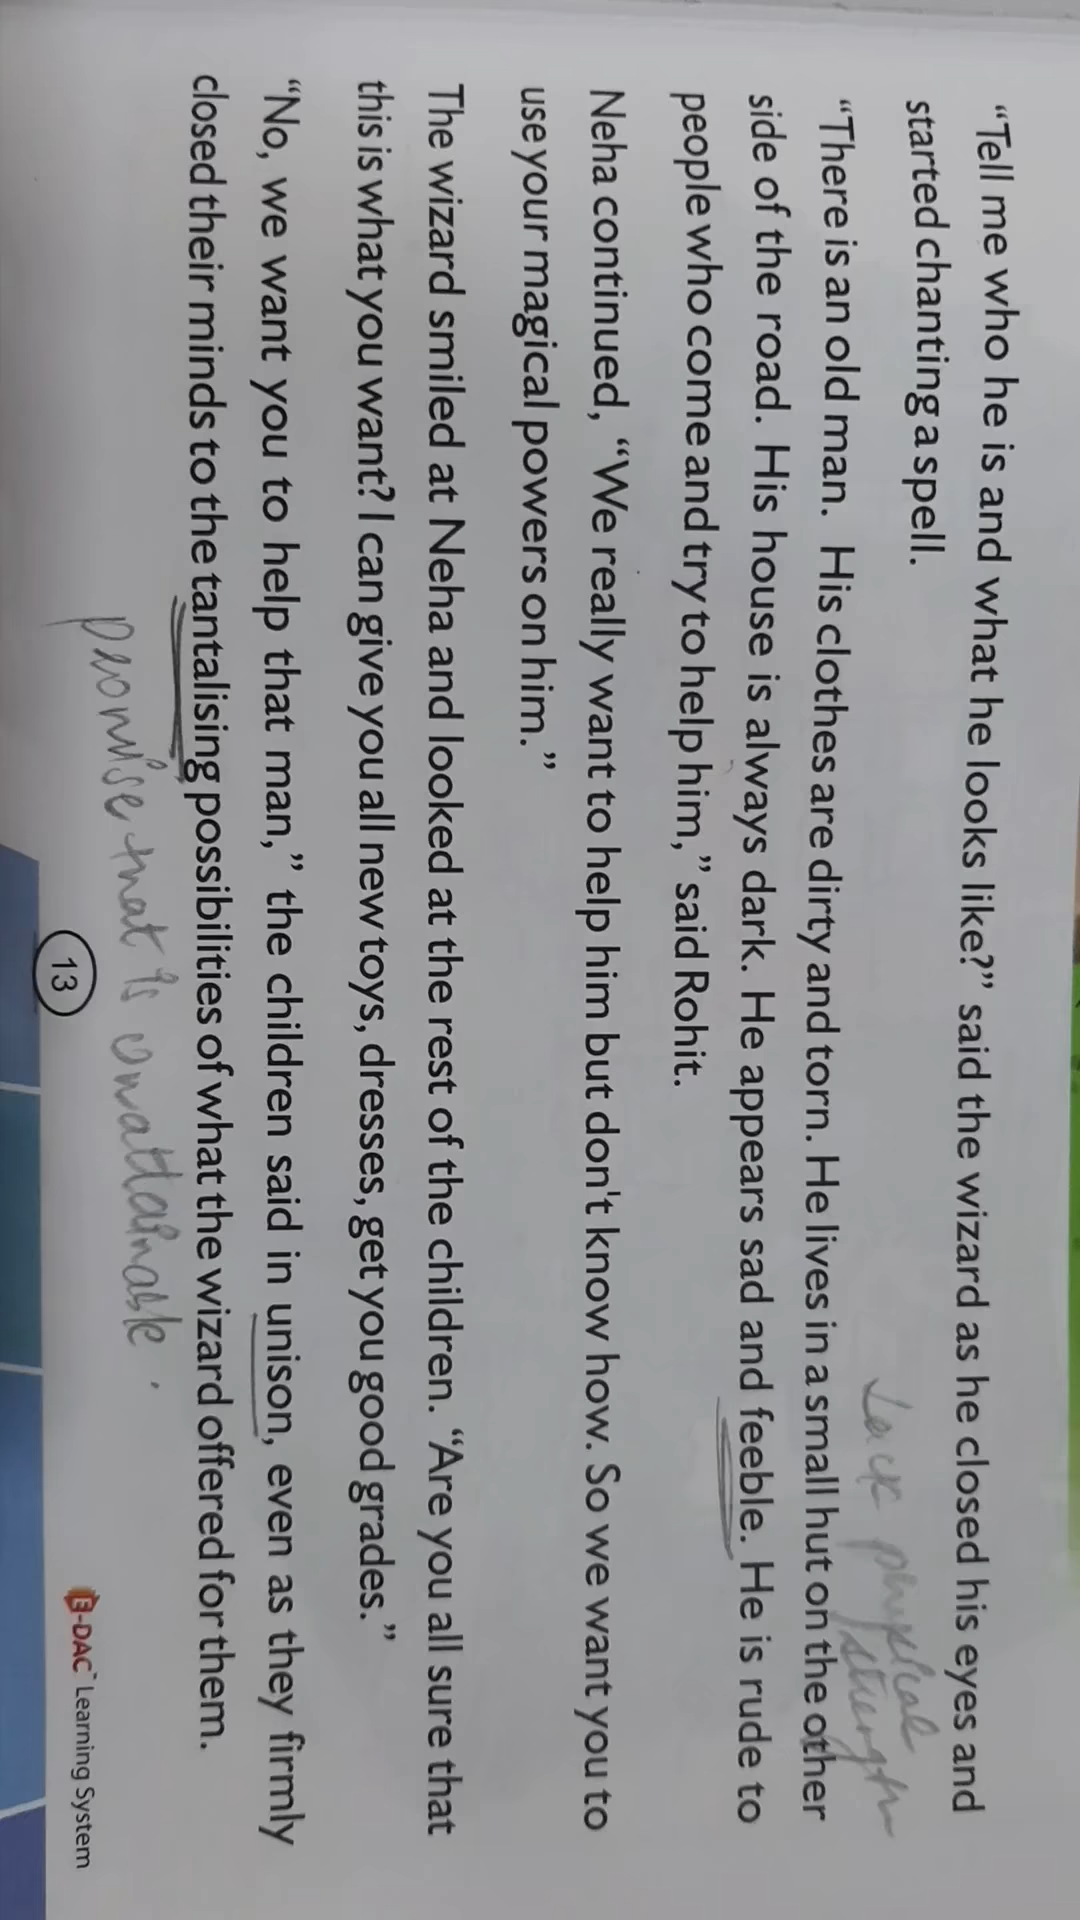 “Tell me who he is and what he looks like?” said the wizard as he closed his eyes and
started chanting a spell.
Lack physical
strength
“There is an old man. His clothes are dirty and torn. He lives in a small hut on the other
side of the road. His house is always dark. He appears sad and feeble. He is rude to
people who come and try to help him,” said Rohit.
Neha continued, “We really want to help him but don't know how. So we want you to
use your magical powers on him.”
The wizard smiled at Neha and looked at the rest of the children. “Are you all sure that
this is what you want? I can give you all new toys, dresses, get you good grades.”
“No, we want you to help that man,” the children said in unison, even as they firmly
closed their minds to the tantalising possibilities of what the wizard offered for them.
promise that is unattainable.
13
E-DAC™ Learning System